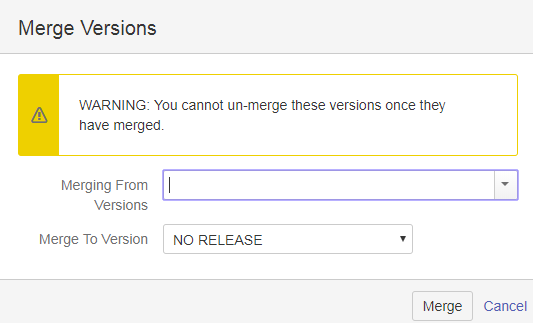 Merge Versions
WARNING: You cannot un-merge these versions once they
have merged.
Merging From
Versions
Merge To Version
NO RELEASE
Merge
Cancel